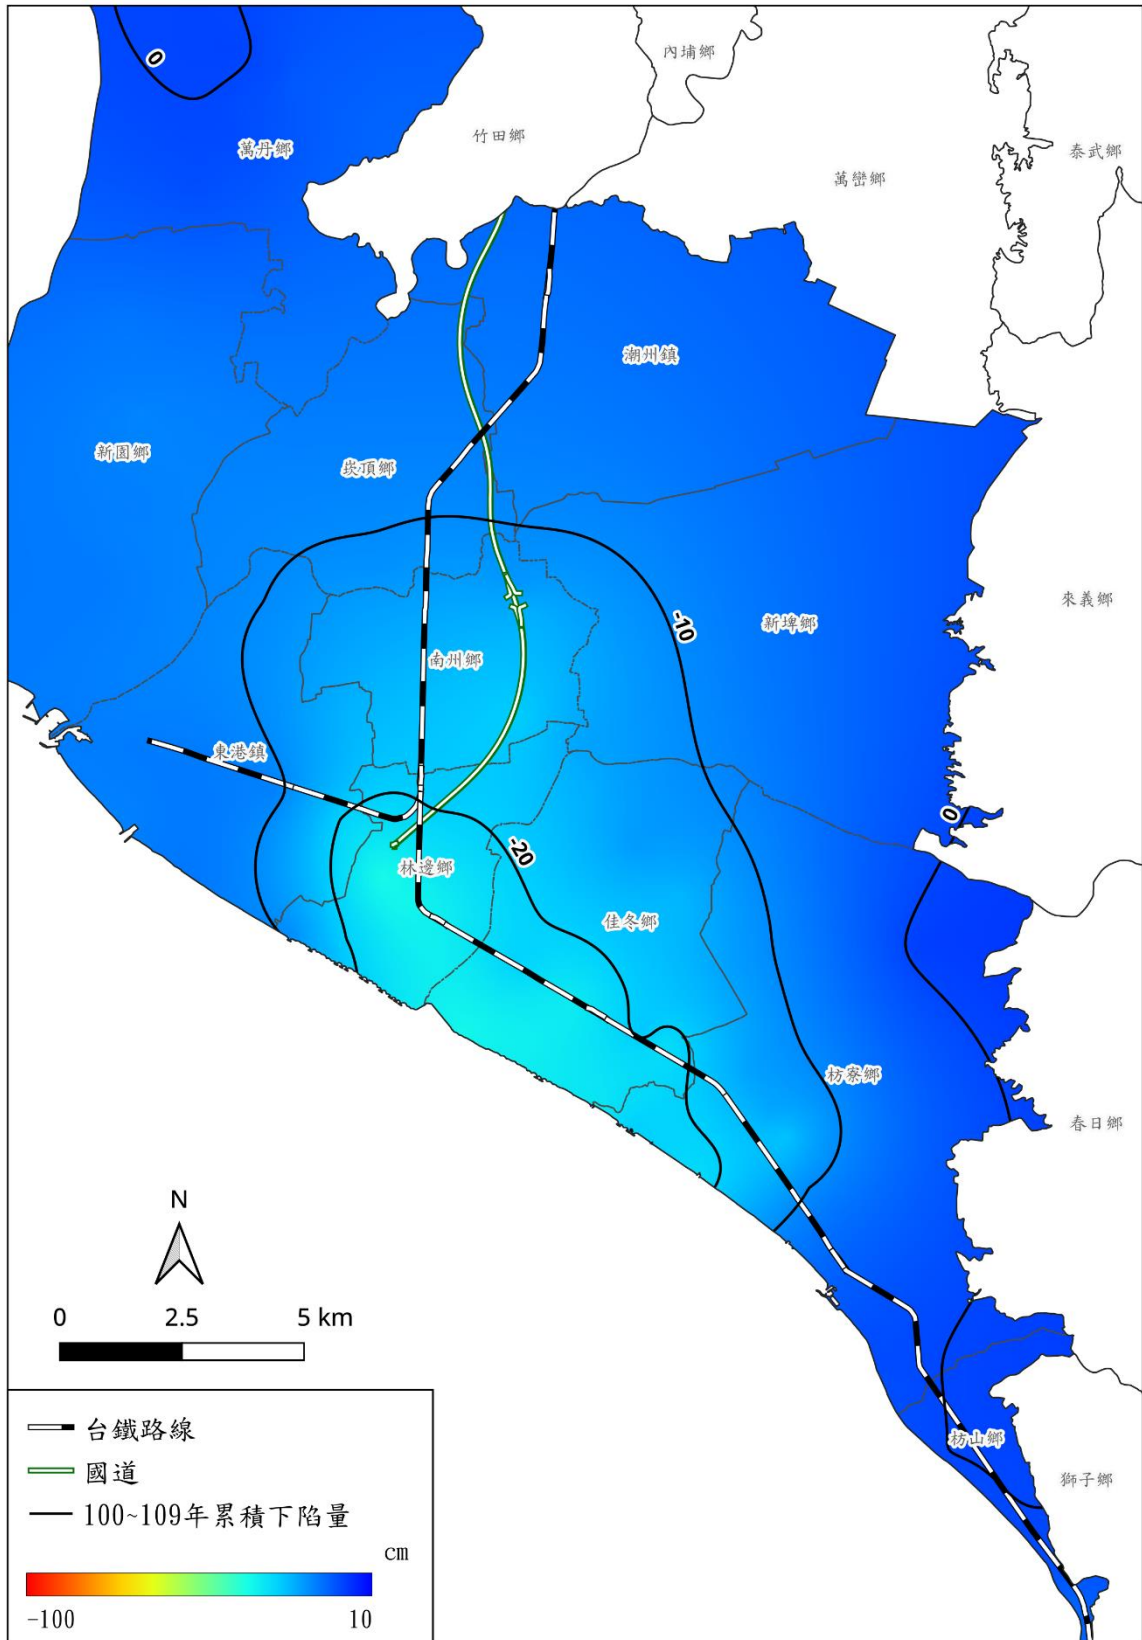 0
內埔鄉
竹田鄉
萬丹鄉
泰武鄉
萬巒鄉
潮州鎮
新園鄉
崁頂鄉
-10
新埤鄉
來義鄉
南州鄉
東港鎮
0
-20
林邊鄉
佳冬鄉
枋寮鄉
春日鄉
N
0 2.5 5 km
枋山鄉
獅子鄉
台鐵路線
國道
100~109年累積下陷量
cm
-100 10